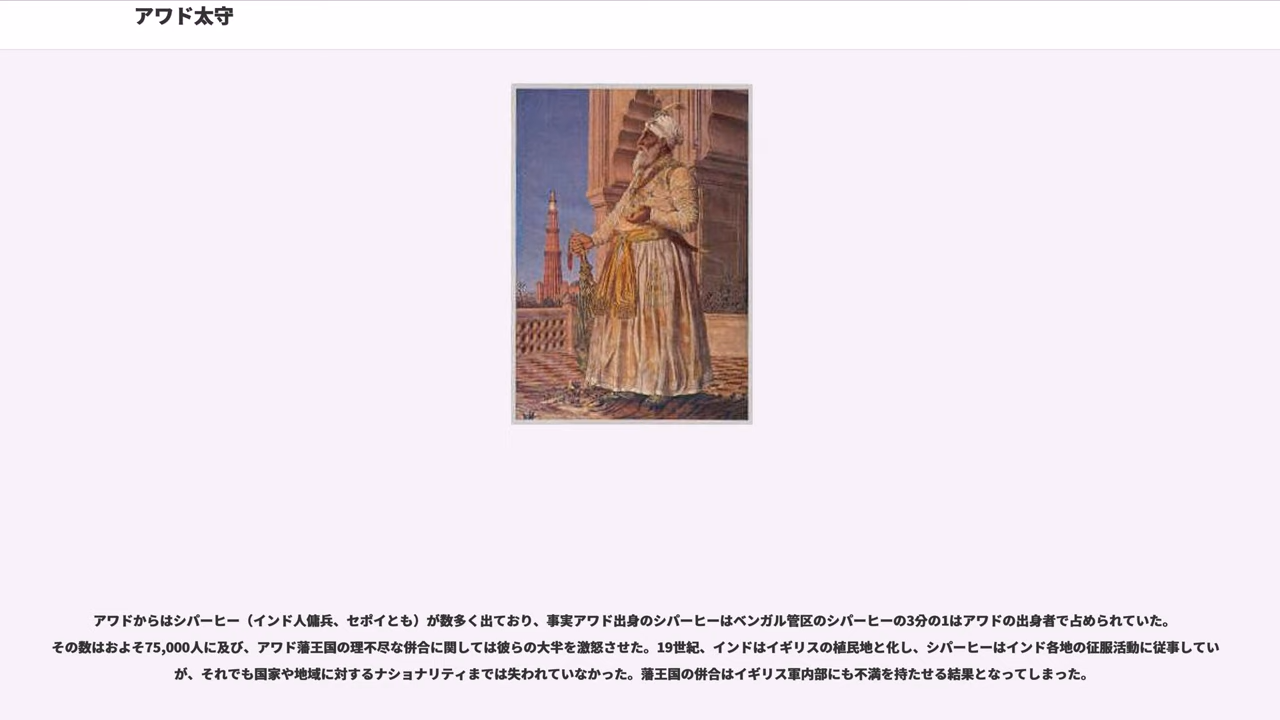 アワド太守
アワドからはシパーヒー（インド人傭兵、セポイとも）が数多く出ており、事実アワド出身のシパーヒーはベンガル管区のシパーヒーの3分の1はアワドの出身者で占められていた。
その数はおよそ75,000人に及び、アワド藩王国の理不尽な併合に関しては彼らの大半を激怒させた。19世紀、インドはイギリスの植民地と化し、シパーヒーはインド各地の征服活動に従事してい
が、それでも国家や地域に対するナショナリティまでは失われていなかった。藩王国の併合はイギリス軍内部にも不満を持たせる結果となってしまった。